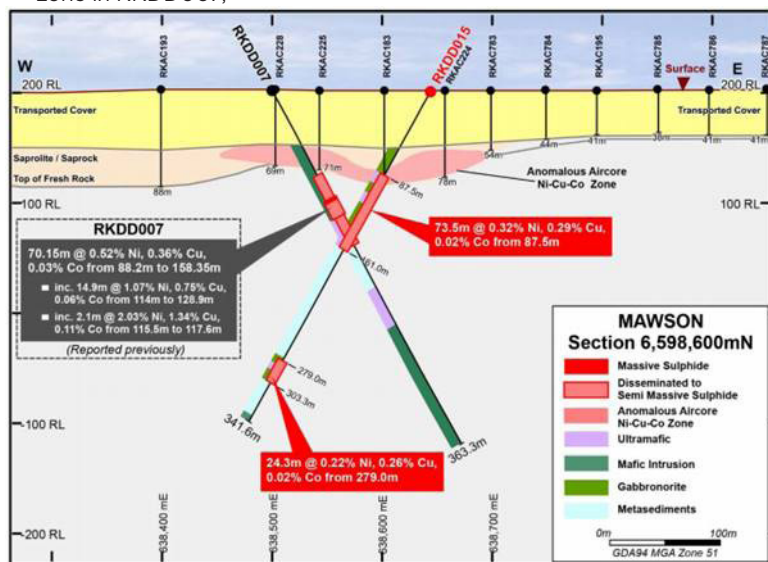 zone in RKDD007;
W
RKAC193
RKDD007
RKAC228
RKAC225
RKAC183
RKDD015
RKAC224
RKAC783
RKAC784
RKAC195
RKAC785
RKAC786
RKAC787
Surface
E
200 RL
200 RL
Transported Cover
Transported Cover
Saprolite / Saprock
Top of Fresh Rock
88m
69m
71m
87.5m
78m
54m
44m
41m
38m
41m
41m
Anomalous Aircore
Ni-Cu-Co Zone
100 RL
100 RL
RKDD007
70.15m @ 0.52% Ni, 0.36% Cu,
0.03% Co from 88.2m to 158.35m
inc. 14.9m @ 1.07% Ni, 0.75% Cu,
0.06% Co from 114m to 128.9m
inc. 2.1m @ 2.03% Ni, 1.34% Cu,
0.11% Co from 115.5m to 117.6m
(Reported previously)
73.5m @ 0.32% Ni, 0.29% Cu,
0.02% Co from 87.5m
161.0m
279.0m
303.3m
341.6m
363.3m
24.3m @ 0.22% Ni, 0.26% Cu,
0.02% Co from 279.0m
-100 RL
-200 RL
638,400 mE
638,500 mE
638,600 mE
638,700 mE
MAWSON
Section 6,598,600mN
Massive Sulphide
Disseminated to
Semi Massive Sulphide
Anomalous Aircore
Ni-Cu-Co Zone
Ultramafic
Mafic Intrusion
Gabbronorite
Metasediments
0m
100m
GDA94 MGA Zone 51